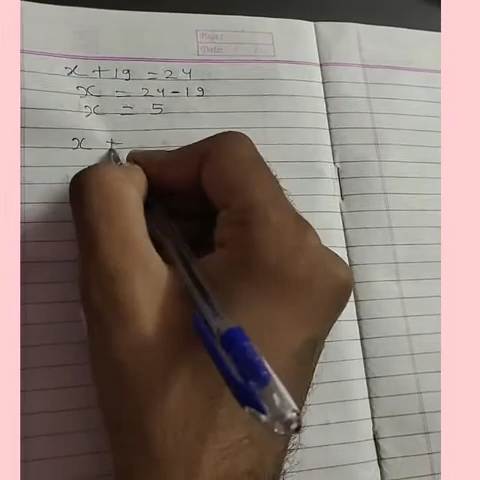 Page:
Date:
x + 19 = 24
x = 24 - 19
x = 5
x +